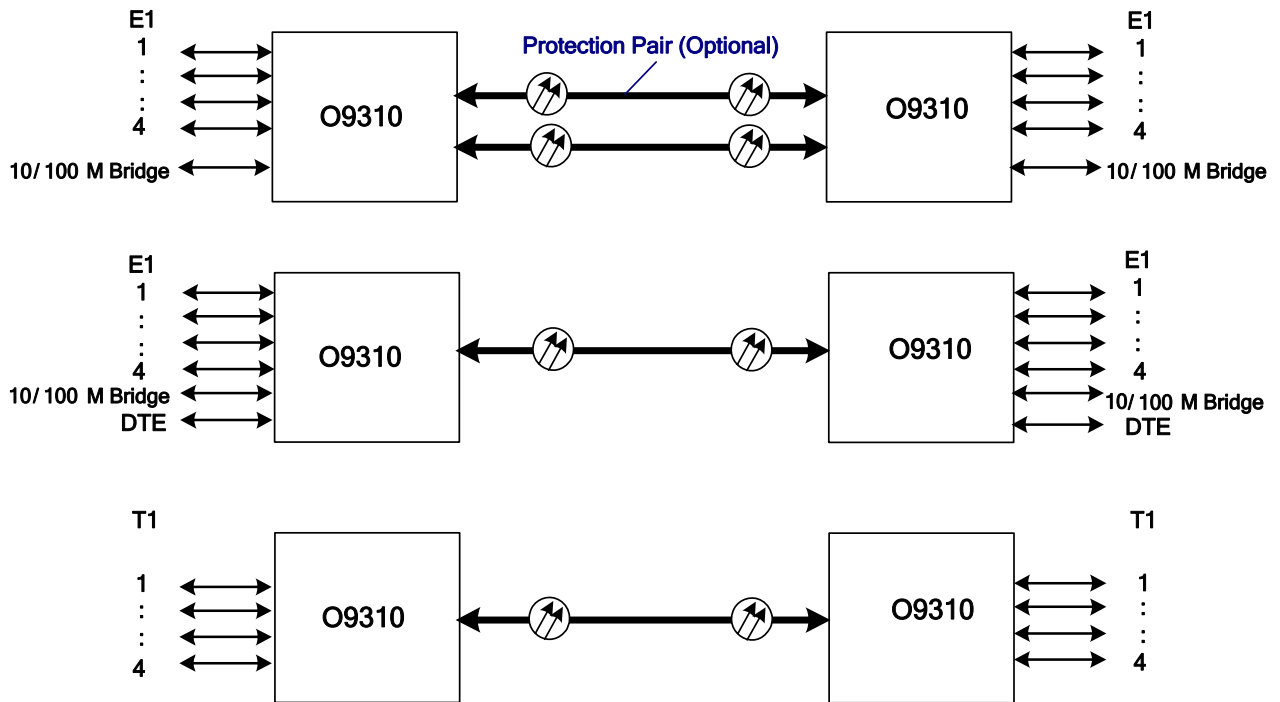 E1
1
:
:
4
10/100 M Bridge
O9310
Protection Pair (Optional)
O9310
E1
1
:
:
4
10/100 M Bridge
E1
1
:
:
4
10/100 M Bridge
DTE
O9310
O9310
E1
1
:
:
4
10/100 M Bridge
DTE
T1
1
:
:
4
O9310
O9310
T1
1
:
:
4